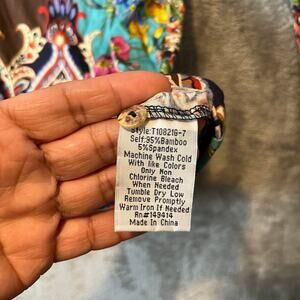 Style:T10821G-7
Self:95%Bamboo
5%Spandex
Machine Wash Cold
With like Colors
Only Non
Chlorine Bleach
When Needed
Tumble Dry Low
Remove Promptly
Warm Iron If Needed
Rn#149414
Made In China